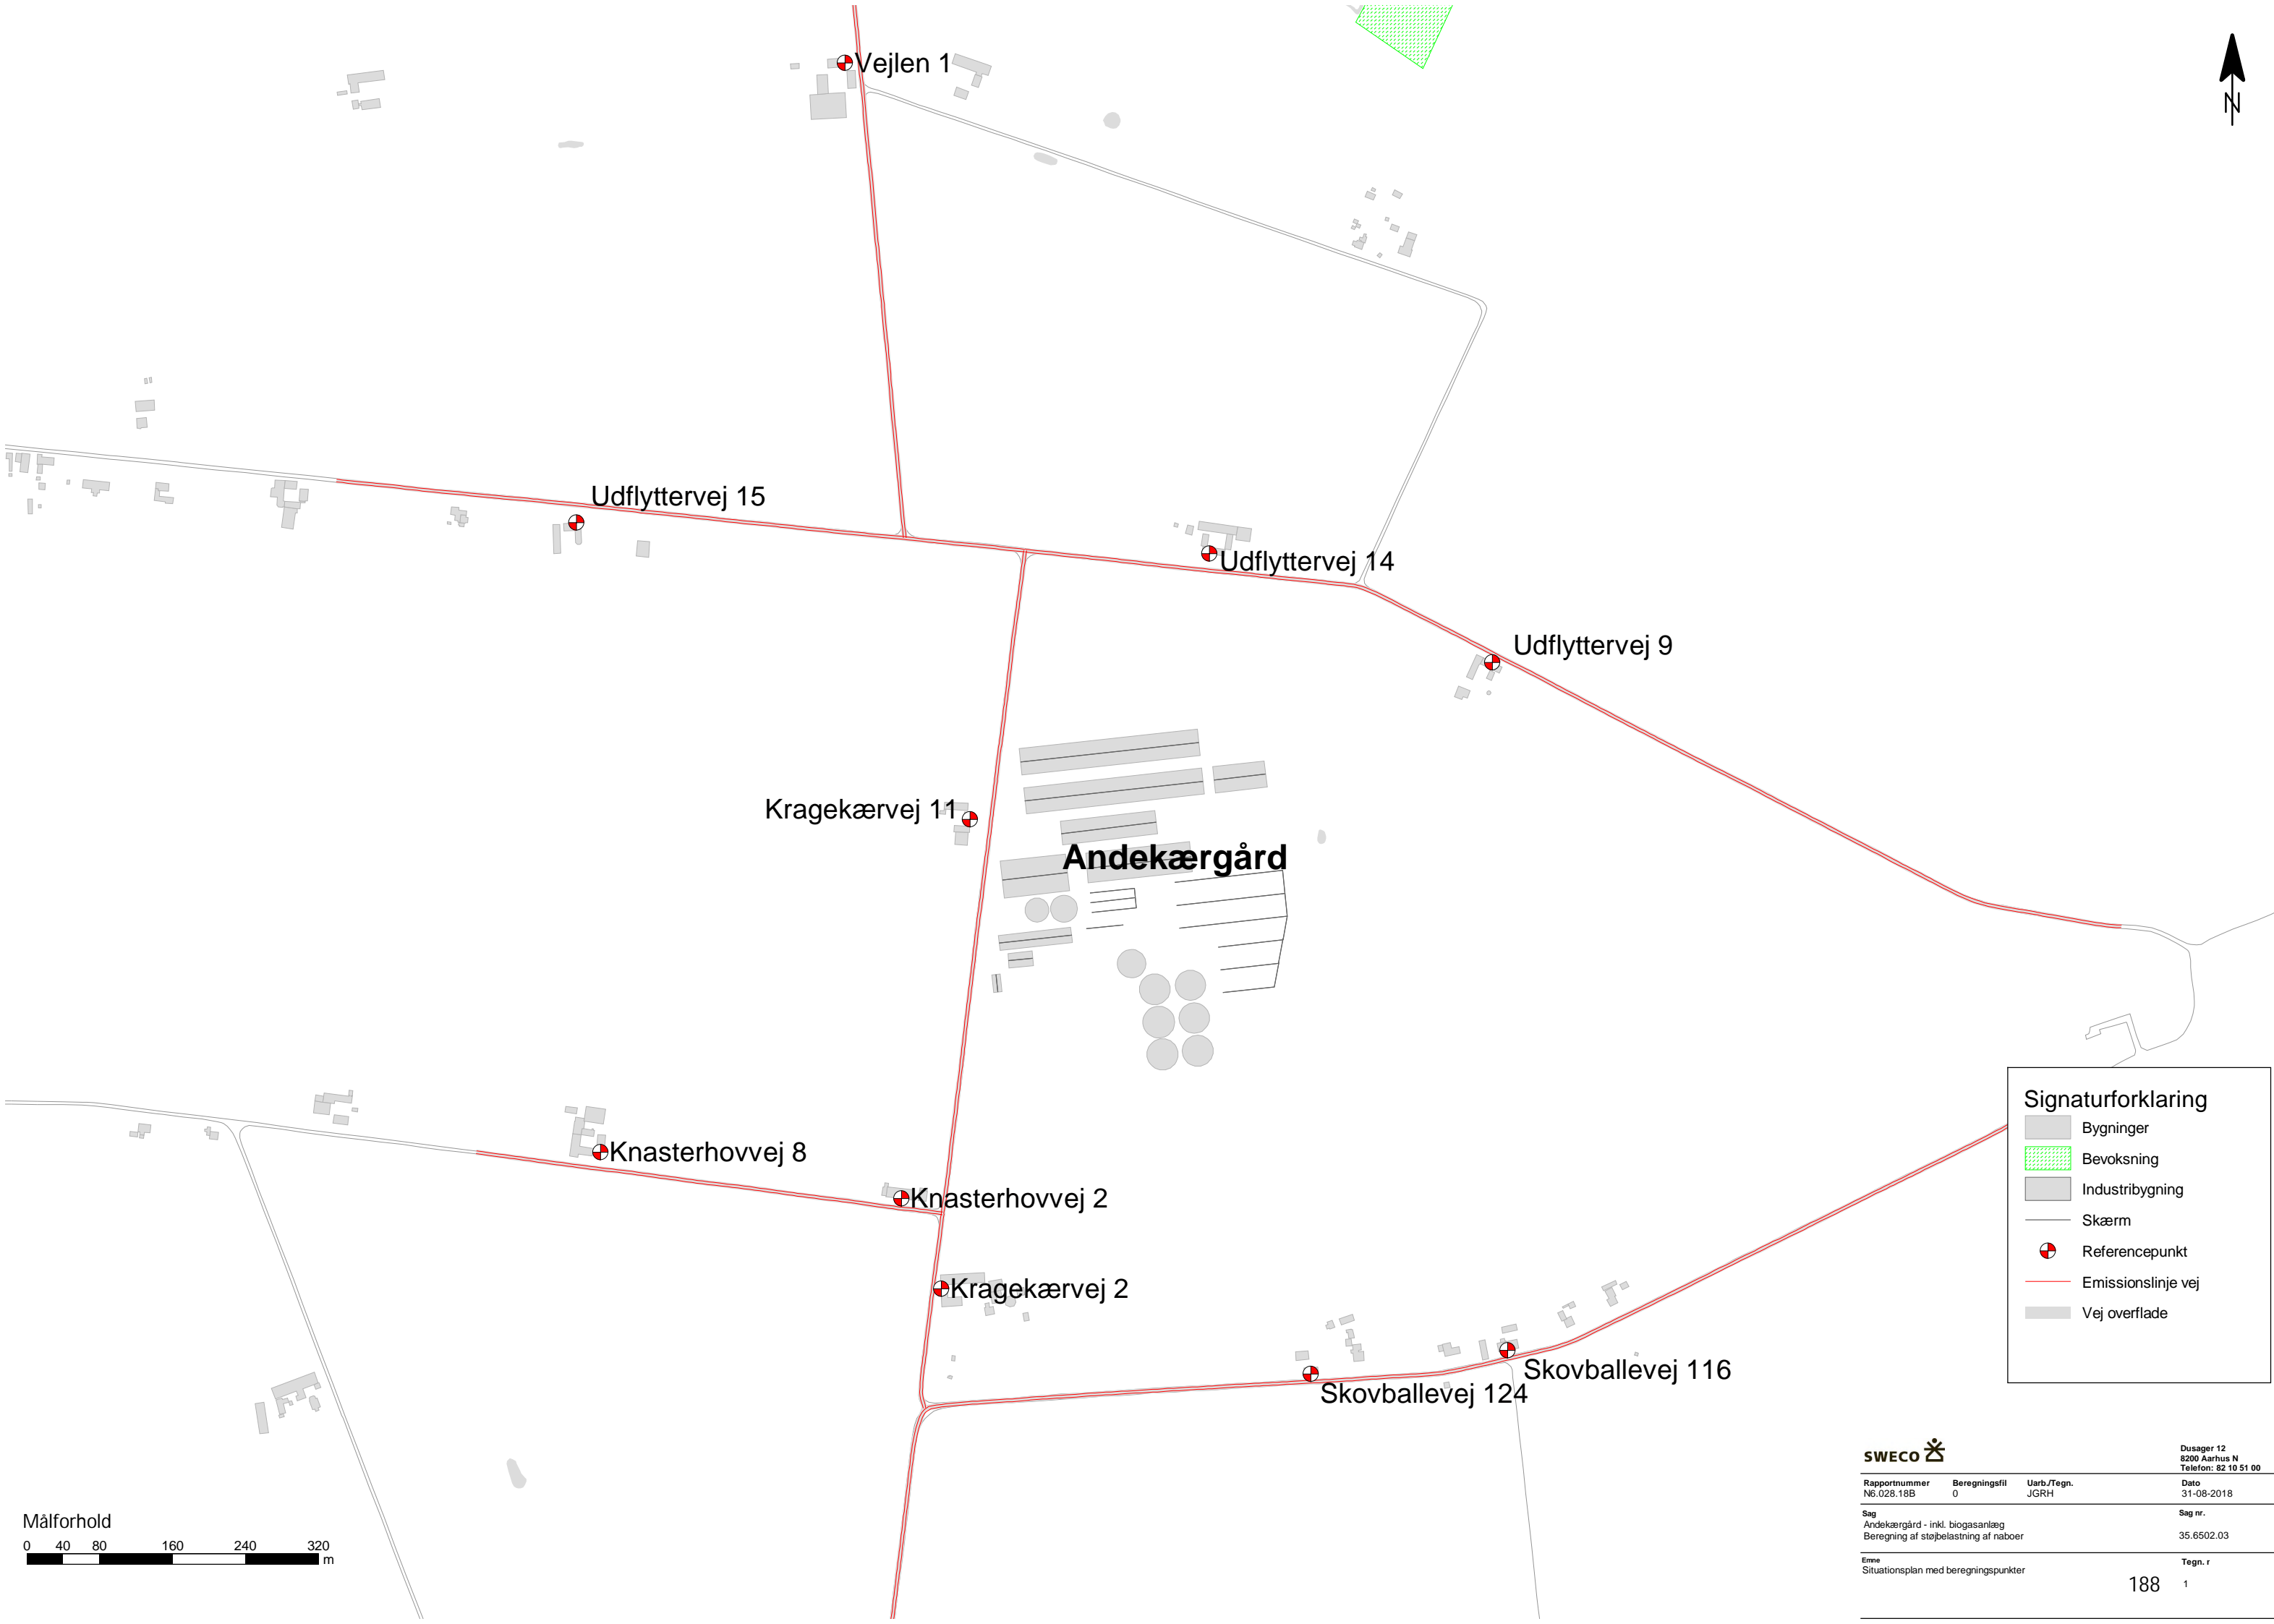 Vejlen 1
N
Udflyttervej 15
Udflyttervej 14
Udflyttervej 9
Kragekærvej 11
Andekærgård
Knasterhovvej 8
Knasterhovvej 2
Kragekærvej 2
Skovballevej 116
Skovballevej 124
Signaturforklaring
Bygninger
Bevoksning
Industribygning
Skærm
Referencepunkt
Emissionslinje vej
Vej overflade
Målforhold
0 40 80 160 240 320
m
SWECO
Dusager 12
8200 Aarhus N
Telefon: 82 10 51 00
Rapportnummer Beregningsfil Uarb./Tegn. Dato
N6.028.18B 0 JGRH 31-08-2018
Sag Sag nr.
Andekærgård - inkl. biogasanlæg
Beregning af støjbelastning af naboer 35.6502.03
Emne Tegn. r
Situationsplan med beregningspunkter
188 1